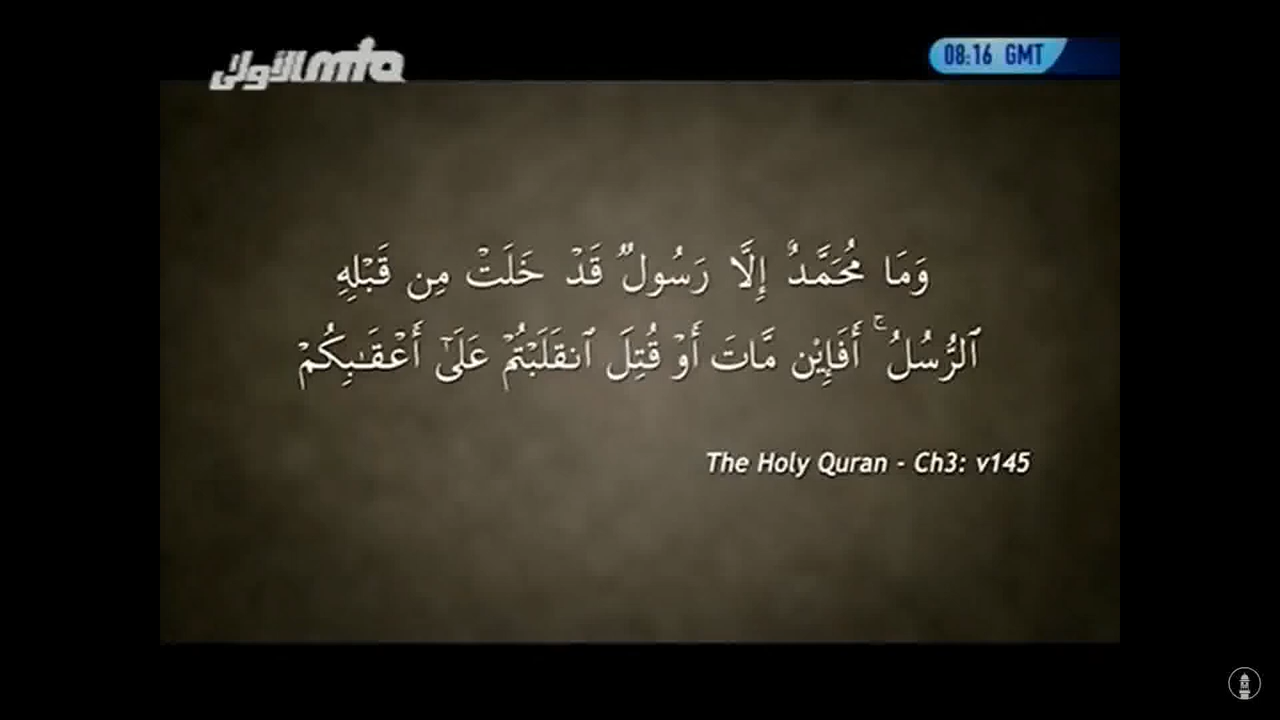 mta الأولى
08:16 GMT
وَمَا مُحَمَّدٌ إِلَّا رَسُولٌ قَدْ خَلَتْ مِن قَبْلِهِ
ٱلرُّسُلُ ۚ أَفَإِيْن مَّاتَ أَوْ قُتِلَ ٱنقَلَبْتُمْ عَلَىٰٓ أَعْقَـٰبِكُمْ
The Holy Quran - Ch3: v145